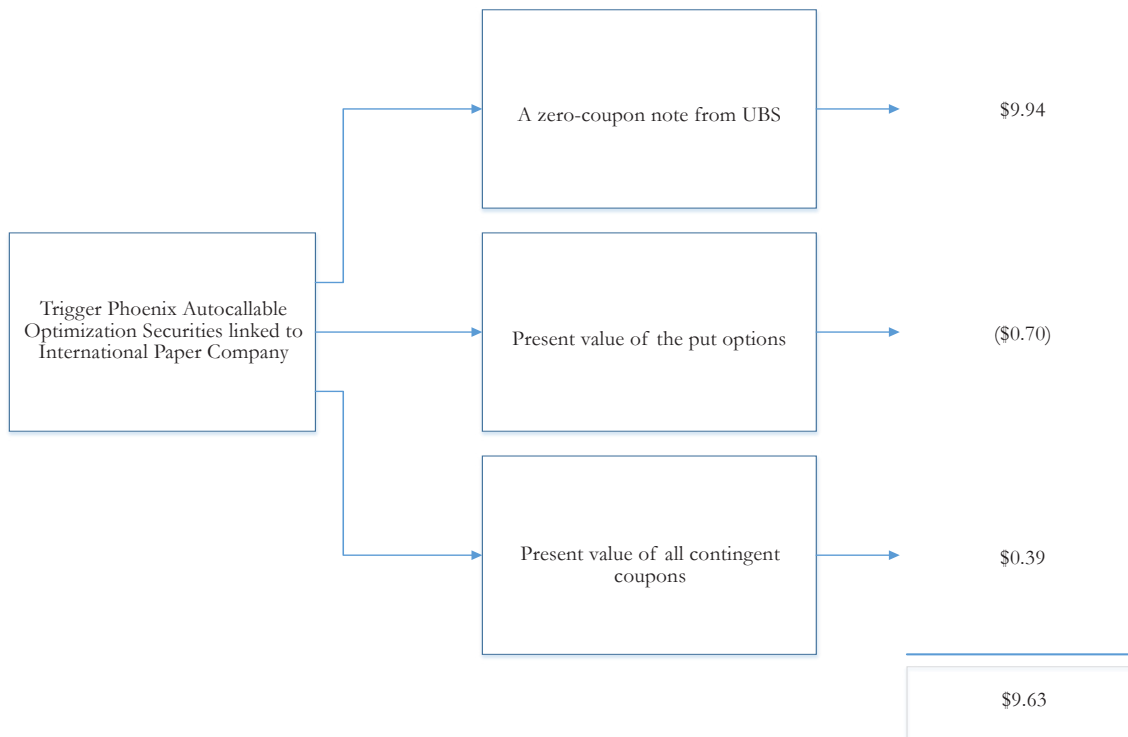 A zero-coupon note from UBS
$9.94
Trigger Phoenix Autocallable
Optimization Securities linked to
International Paper Company
Present value of the put options
($0.70)
Present value of all contingent
coupons
$0.39
$9.63